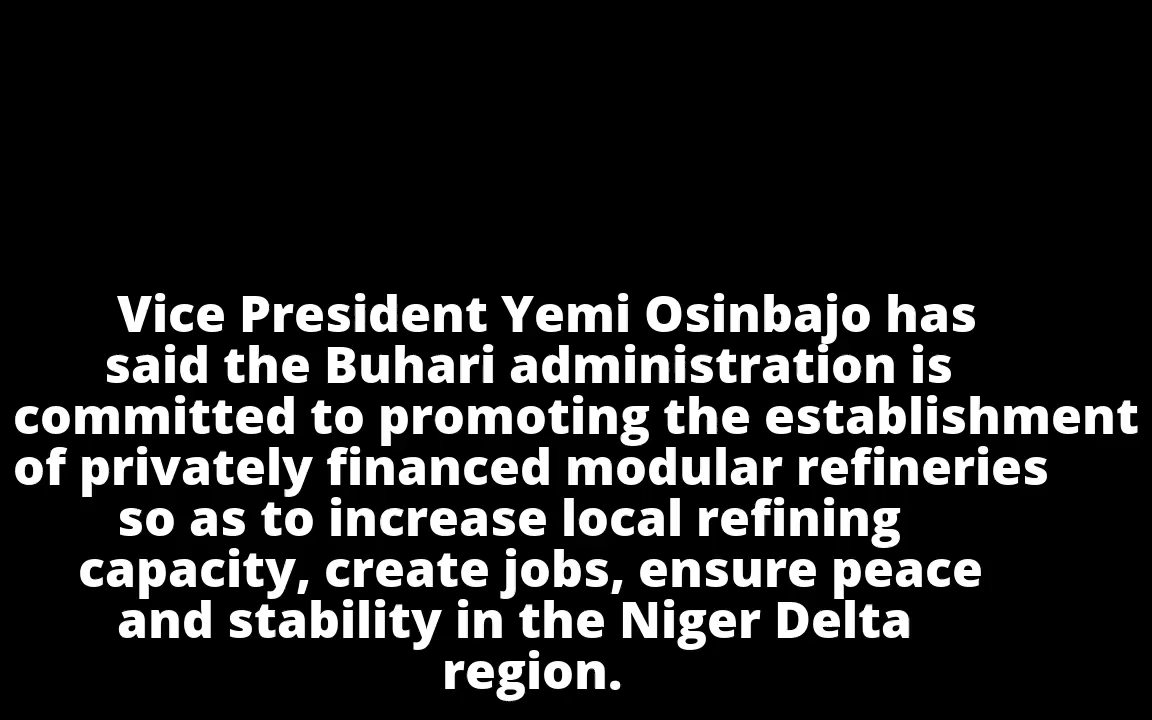 Vice President Yemi Osinbajo has
said the Buhari administration is
committed to promoting the establishment
of privately financed modular refineries
so as to increase local refining
capacity, create jobs, ensure peace
and stability in the Niger Delta
region.